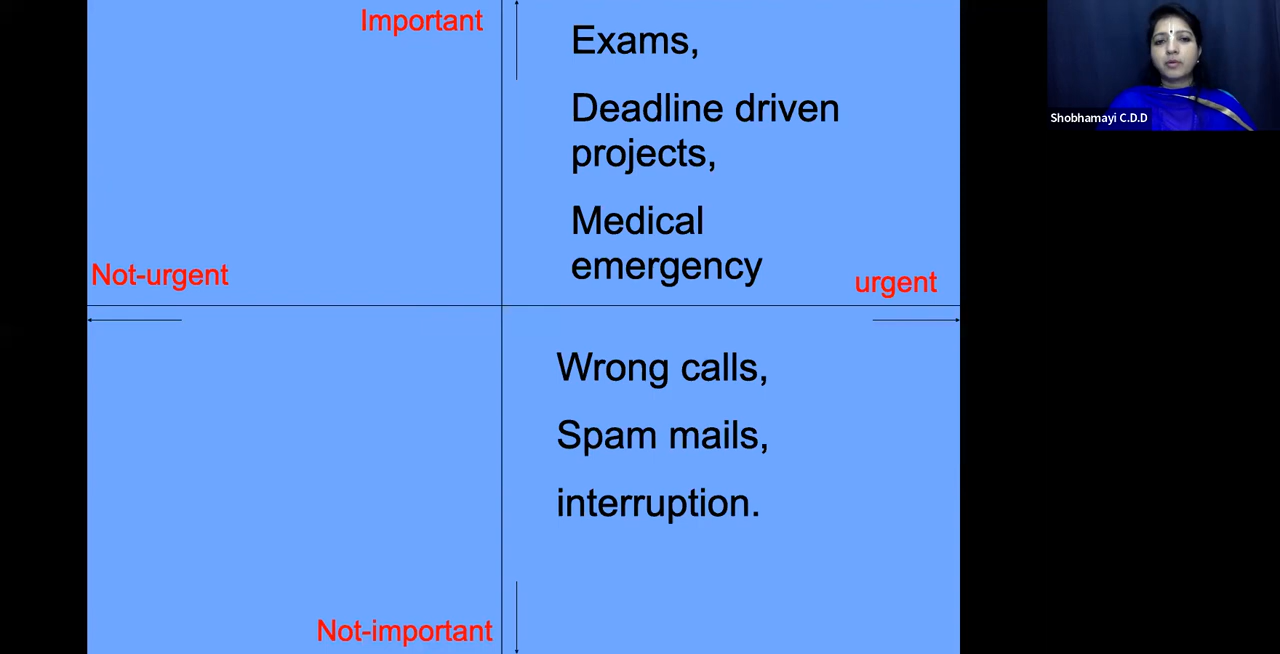 Important
Exams,
Deadline driven
projects,
Medical
emergency
Not-urgent
urgent
Wrong calls,
Spam mails,
interruption.
Not-important
Shobhamayi C.D.D